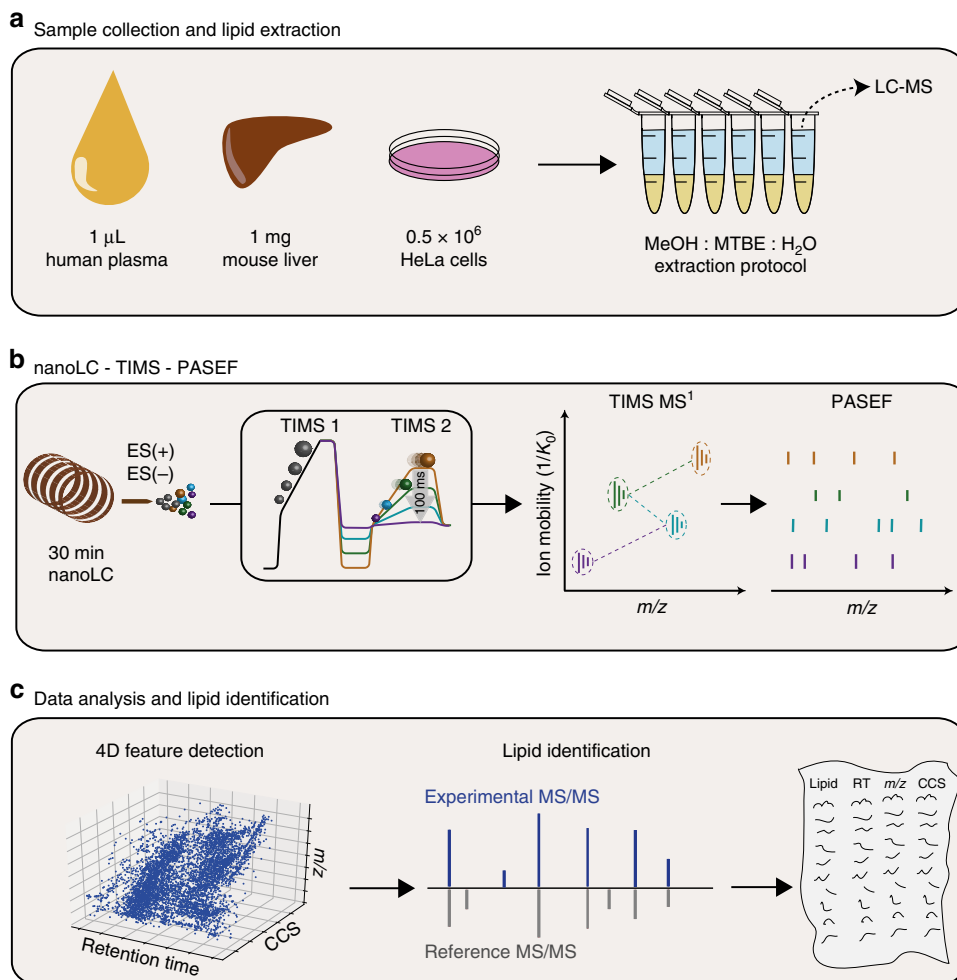 a Sample collection and lipid extraction
LC-MS
1 μL
human plasma
1 mg
mouse liver
0.5 × 10⁶
HeLa cells
MeOH : MTBE : H₂O
extraction protocol
b nanoLC - TIMS - PASEF
ES(+)
ES(–)
30 min
nanoLC
TIMS 1
TIMS 2
100 ms
TIMS MS¹
Ion mobility (1/K₀)
m/z
PASEF
m/z
c Data analysis and lipid identification
4D feature detection
m/z
CCS
Retention time
Lipid identification
Experimental MS/MS
Reference MS/MS
Lipid RT m/z CCS